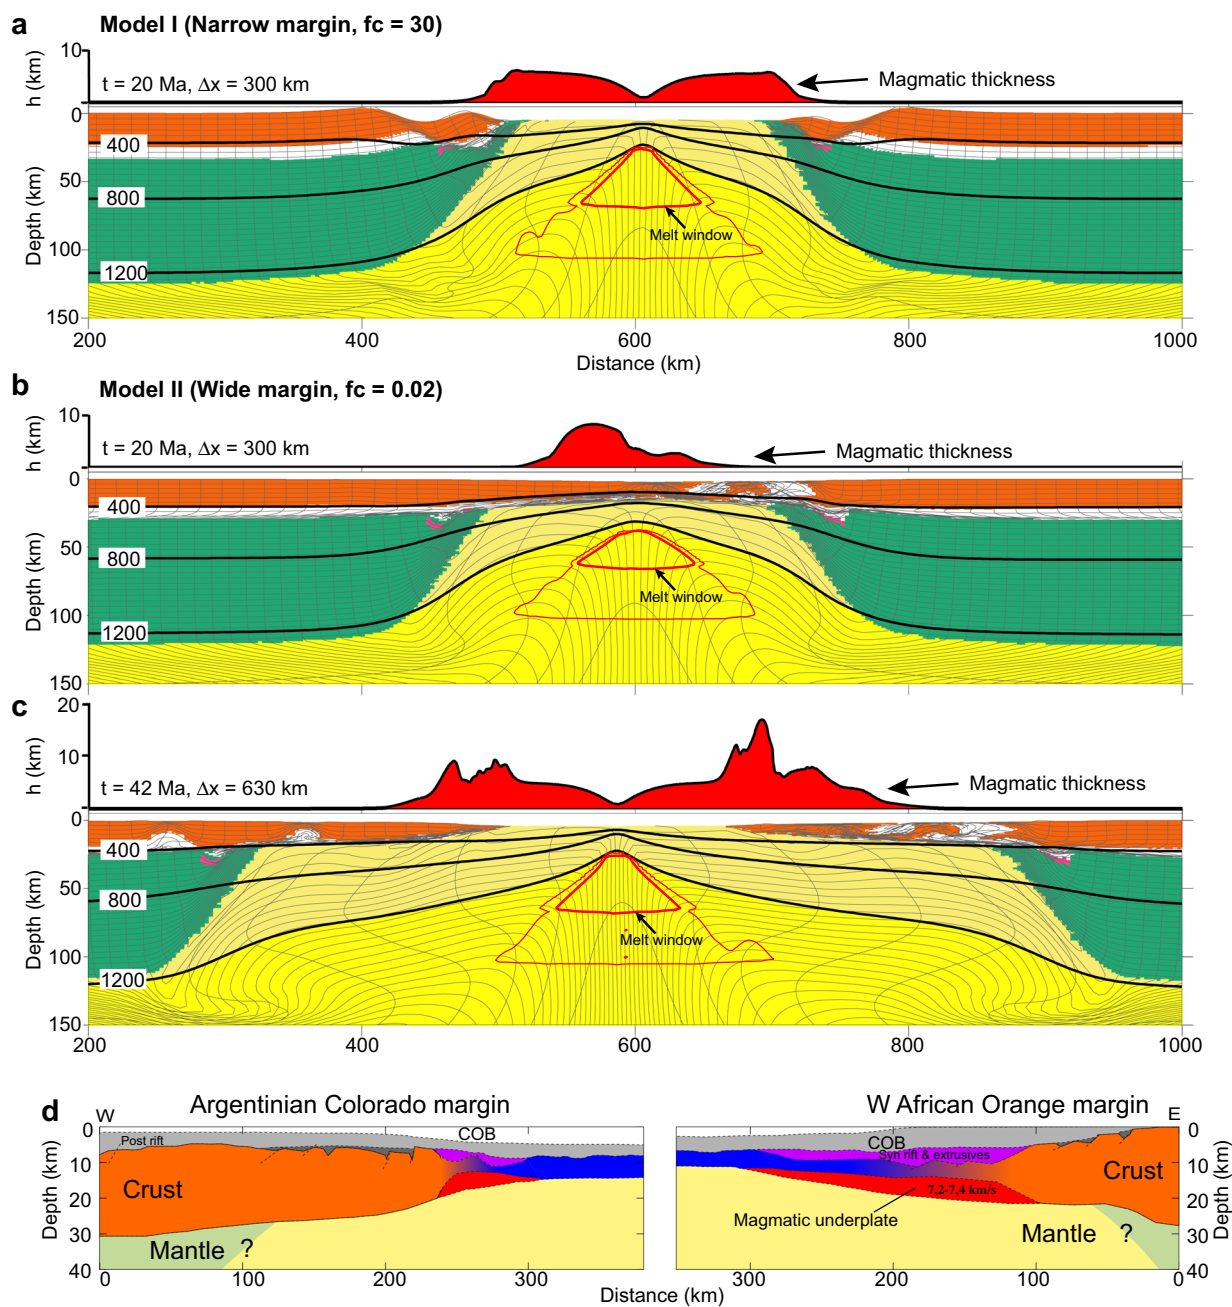 a Model I (Narrow margin, fc = 30)
h (km)
10
t = 20 Ma, Δx = 300 km
Magmatic thickness
Depth (km)
0
50
100
150
400
800
1200
Melt window
200 400 600 800 1000
Distance (km)
b Model II (Wide margin, fc = 0.02)
h (km)
10
0
t = 20 Ma, Δx = 300 km
Magmatic thickness
Depth (km)
0
50
100
150
400
800
1200
Melt window
c
h (km)
20
10
0
t = 42 Ma, Δx = 630 km
Magmatic thickness
Depth (km)
0
50
100
150
400
800
1200
Melt window
200 400 600 800 1000
d
W Argentinian Colorado margin
W African Orange margin E
Depth (km)
0
10
20
30
40
Post rift
COB
Crust
Mantle ?
0 100 200 300
COB
Syn rift & extrusives
Crust
7,2-7,4 km/s
Magmatic underplate
Mantle ?
0
10
20
30
40
Depth (km)
300 200 100 0
Distance (km)